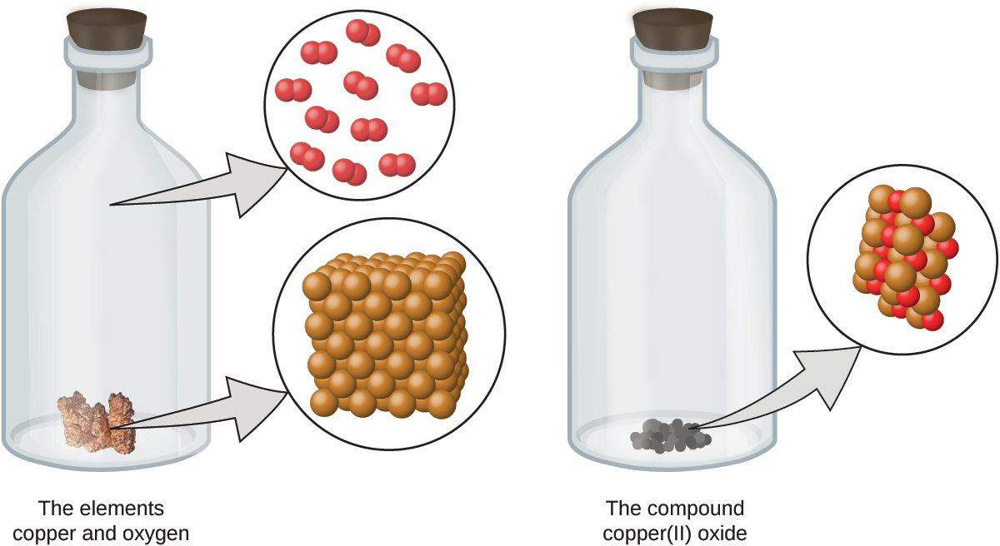 The elements
copper and oxygen
The compound
copper(II) oxide